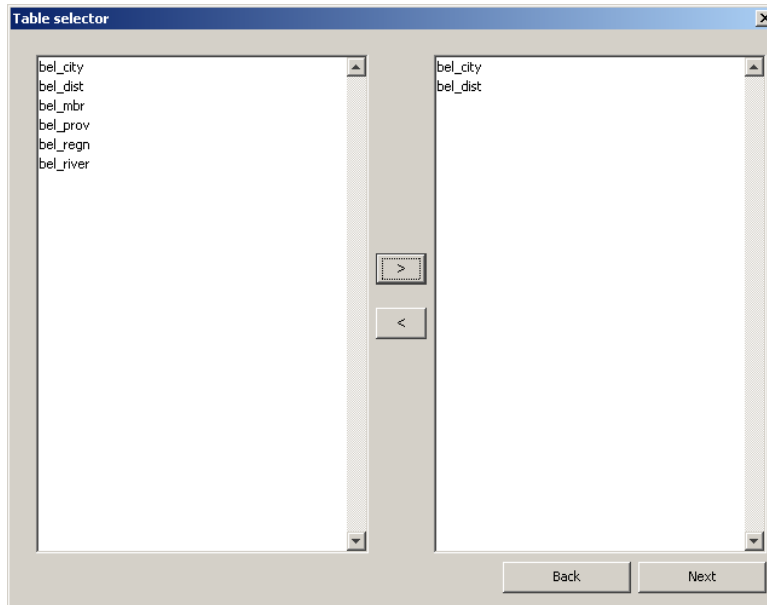 Table selector
bel_city
bel_dist
bel_mbr
bel_prov
bel_regn
bel_river
>
<
bel_city
bel_dist
Back
Next